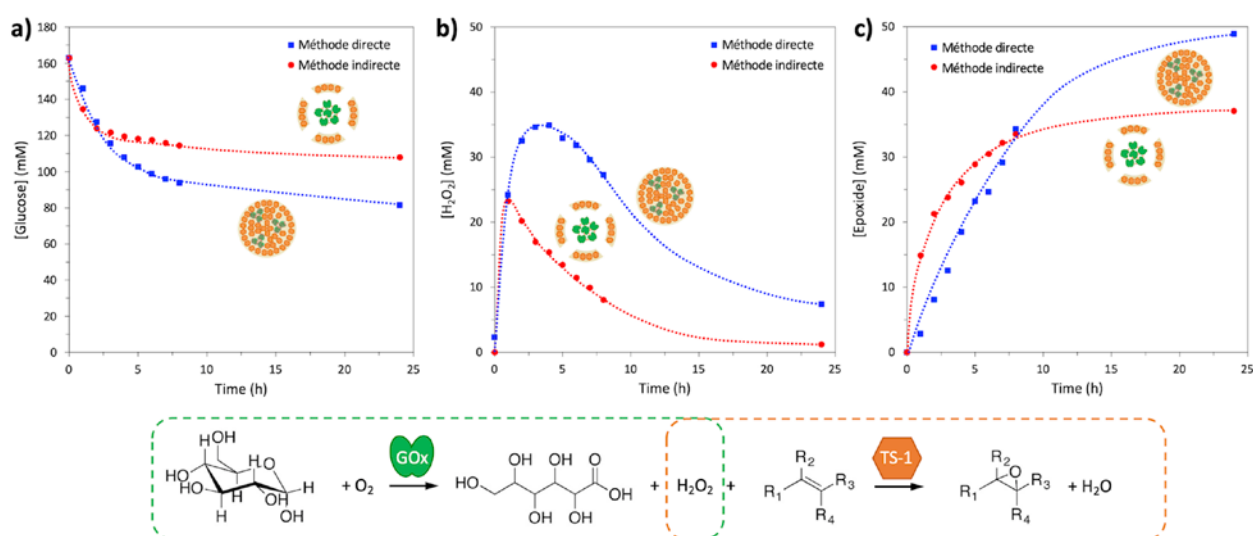 a)
180
160
140
120
100
80
60
40
20
0
[Glucose] (mM)
0 5 10 15 20 25
Time (h)
Méthode directe
Méthode indirecte
b)
50
40
30
20
10
0
[H₂O₂] (mM)
0 5 10 15 20 25
Time (h)
Méthode directe
Méthode indirecte
c)
50
40
30
20
10
0
[Epoxide] (mM)
0 5 10 15 20 25
Time (h)
Méthode directe
Méthode indirecte
H OH
H O
HO
HO H H
H OH OH
+ O₂
GOx
OH OH O
HO OH
OH OH
+ H₂O₂ +
R₂
R₁ R₃
R₄
TS-1
R₂ O
R₁ R₃
R₄
+ H₂O